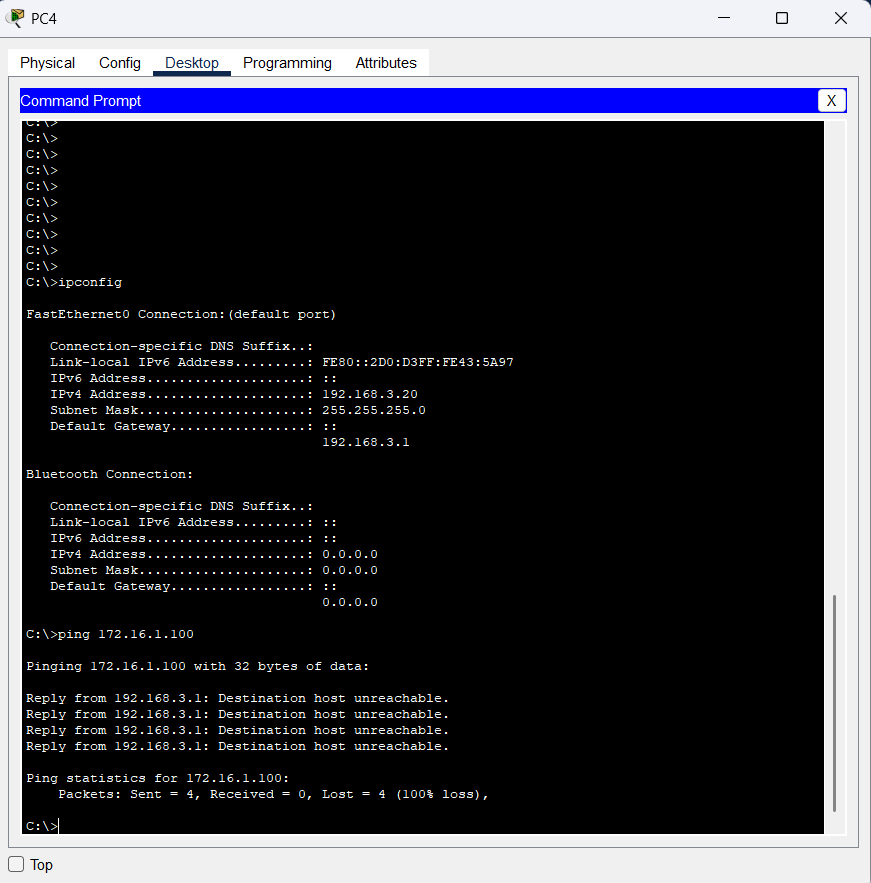 PC4
Physical Config Desktop Programming Attributes
Command Prompt X
C:\>
C:\>
C:\>
C:\>
C:\>
C:\>
C:\>
C:\>
C:\>
C:\>
C:\>ipconfig
FastEthernet0 Connection:(default port)
Connection-specific DNS Suffix..:
Link-local IPv6 Address.........: FE80::2D0:D3FF:FE43:5A97
IPv6 Address....................: ::
IPv4 Address....................: 192.168.3.20
Subnet Mask.....................: 255.255.255.0
Default Gateway.................: ::
192.168.3.1
Bluetooth Connection:
Connection-specific DNS Suffix..:
Link-local IPv6 Address.........: ::
IPv6 Address....................: ::
IPv4 Address....................: 0.0.0.0
Subnet Mask.....................: 0.0.0.0
Default Gateway.................: ::
0.0.0.0
C:\>ping 172.16.1.100
Pinging 172.16.1.100 with 32 bytes of data:
Reply from 192.168.3.1: Destination host unreachable.
Reply from 192.168.3.1: Destination host unreachable.
Reply from 192.168.3.1: Destination host unreachable.
Reply from 192.168.3.1: Destination host unreachable.
Ping statistics for 172.16.1.100:
Packets: Sent = 4, Received = 0, Lost = 4 (100% loss),
C:\>
Top